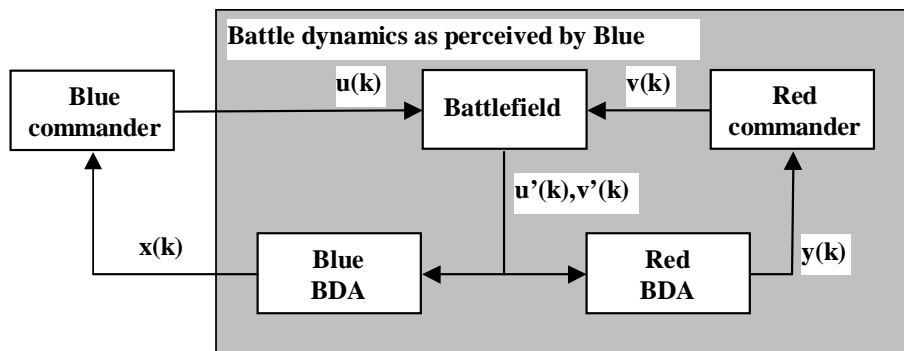 Battle dynamics as perceived by Blue
u(k)
v(k)
Blue
commander
Battlefield
Red
commander
u’(k),v’(k)
x(k)
y(k)
Blue
BDA
Red
BDA